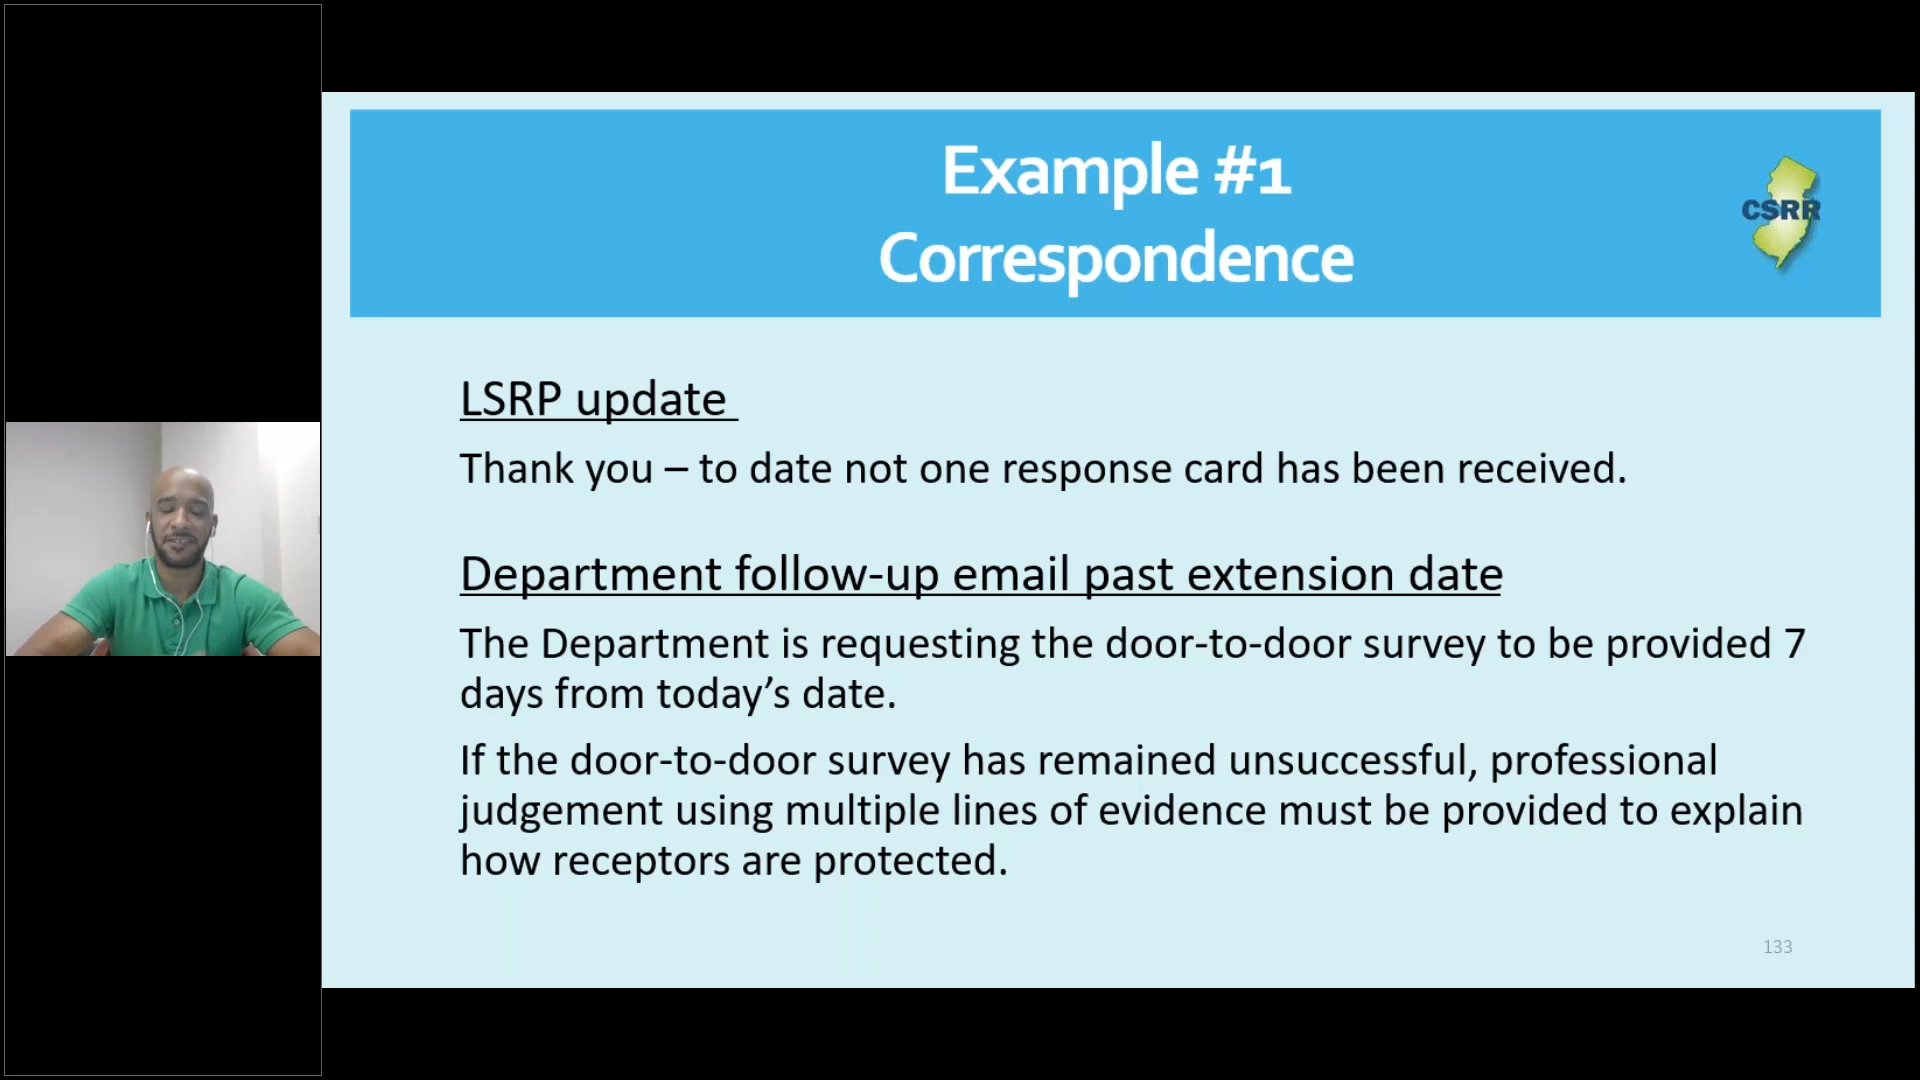 Example #1
Correspondence
CSRR
LSRP update
Thank you – to date not one response card has been received.
Department follow-up email past extension date
The Department is requesting the door-to-door survey to be provided 7
days from today’s date.
If the door-to-door survey has remained unsuccessful, professional
judgement using multiple lines of evidence must be provided to explain
how receptors are protected.
133